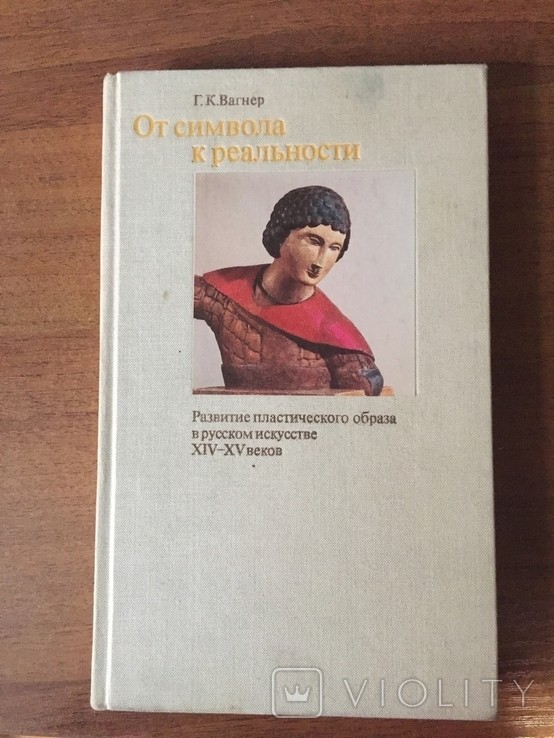 Г.К.Вагнер
От символа
к реальности
Развитие пластического образа
в русском искусстве
XIV-XV веков
VIOLITY